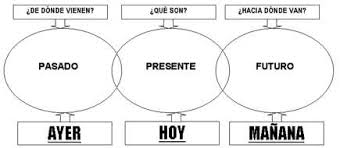 ¿DE DÓNDE VIENEN?
¿QUÉ SON?
¿HACIA DÓNDE VAN?
PASADO
PRESENTE
FUTURO
AYER
HOY
MAÑANA